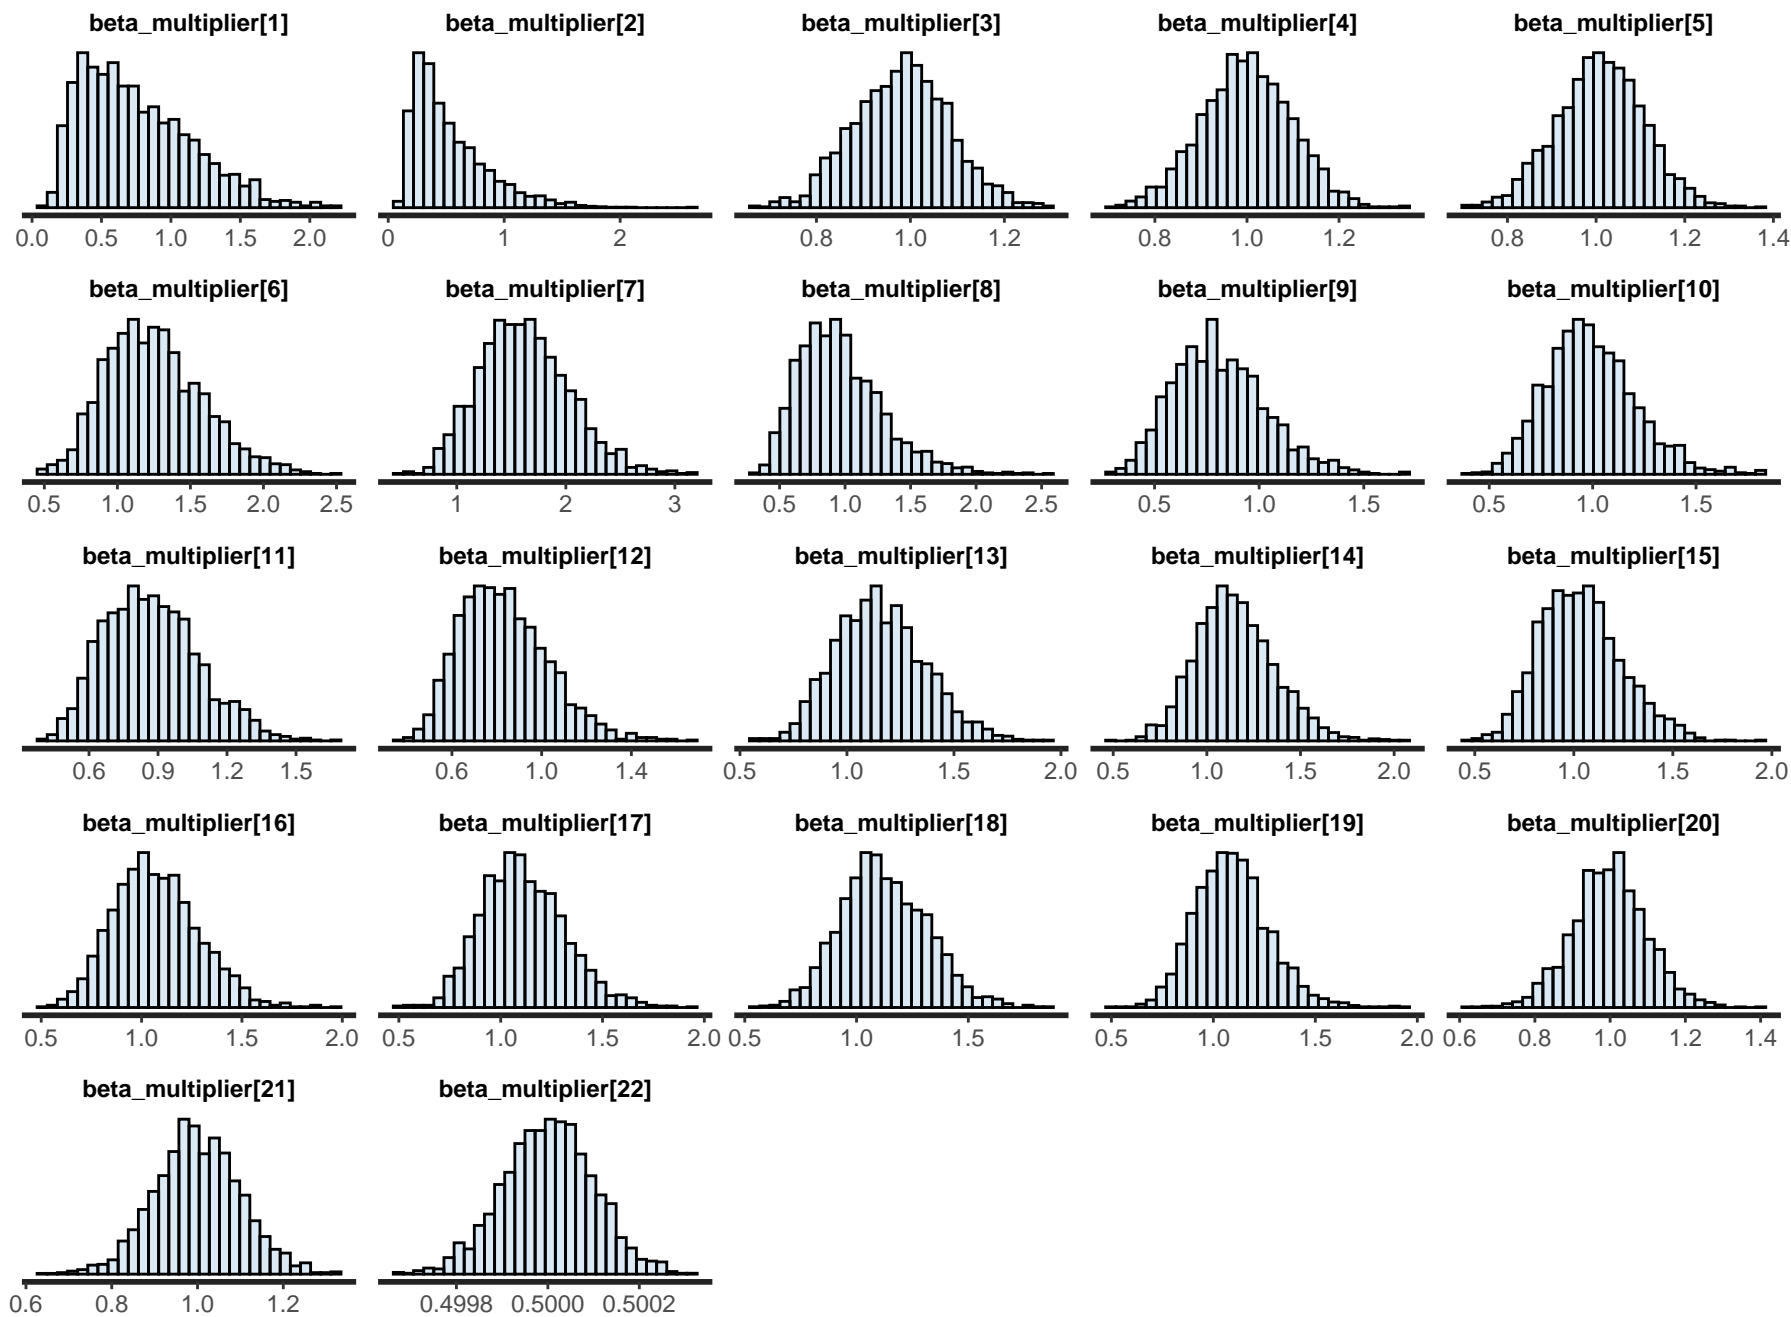 beta_multiplier[1] beta_multiplier[2] beta_multiplier[3] beta_multiplier[4] beta_multiplier[5]
0.0 0.5 1.0 1.5 2.0 0 1 2 0.8 1.0 1.2 0.8 1.0 1.2 0.8 1.0 1.2 1.4
beta_multiplier[6] beta_multiplier[7] beta_multiplier[8] beta_multiplier[9] beta_multiplier[10]
0.5 1.0 1.5 2.0 2.5 1 2 3 0.5 1.0 1.5 2.0 2.5 0.5 1.0 1.5 0.5 1.0 1.5
beta_multiplier[11] beta_multiplier[12] beta_multiplier[13] beta_multiplier[14] beta_multiplier[15]
0.6 0.9 1.2 1.5 0.6 1.0 1.4 0.5 1.0 1.5 2.0 0.5 1.0 1.5 2.0 0.5 1.0 1.5 2.0
beta_multiplier[16] beta_multiplier[17] beta_multiplier[18] beta_multiplier[19] beta_multiplier[20]
0.5 1.0 1.5 2.0 0.5 1.0 1.5 2.0 0.5 1.0 1.5 0.5 1.0 1.5 2.0 0.6 0.8 1.0 1.2 1.4
beta_multiplier[21] beta_multiplier[22]
0.6 0.8 1.0 1.2 0.4998 0.5000 0.5002